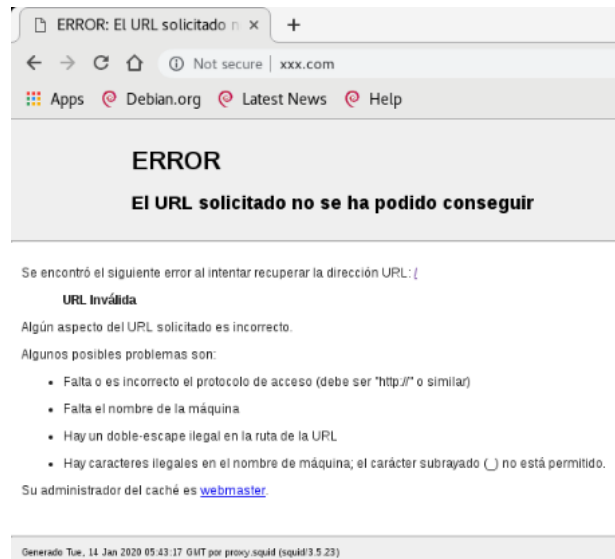 ERROR: El URL solicitado n
Not secure | xxx.com
Apps Debian.org Latest News Help
ERROR
El URL solicitado no se ha podido conseguir
Se encontró el siguiente error al intentar recuperar la dirección URL: /
URL Inválida
Algún aspecto del URL solicitado es incorrecto.
Algunos posibles problemas son:
Falta o es incorrecto el protocolo de acceso (debe ser "http://" o similar)
Falta el nombre de la máquina
Hay un doble-escape ilegal en la ruta de la URL
Hay caracteres ilegales en el nombre de máquina; el carácter subrayado (_) no está permitido.
Su administrador del caché es webmaster.
Generado Tue, 14 Jan 2020 05:43:17 GMT por proxy.squid (squid/3.5.23)